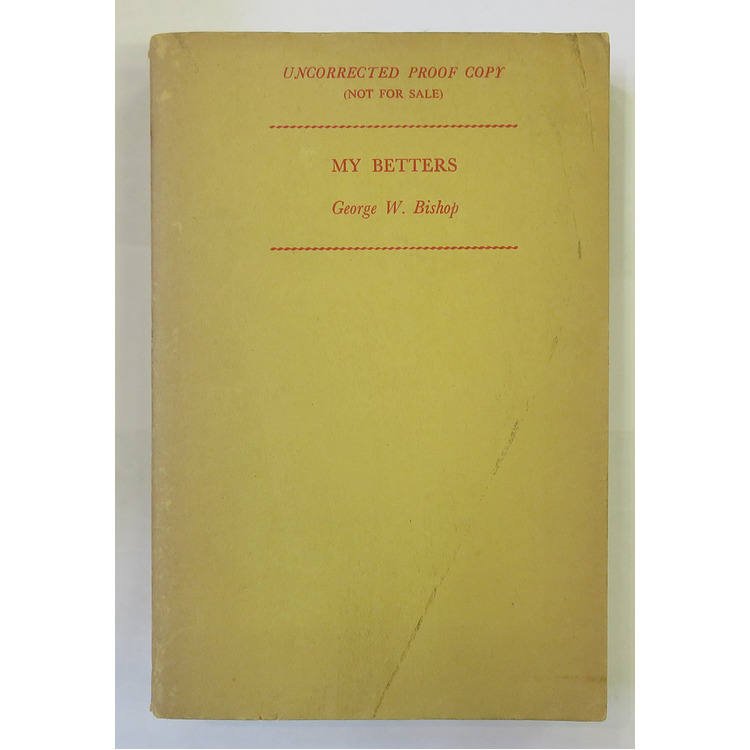 UNCORRECTED PROOF COPY
(NOT FOR SALE)
MY BETTERS
George W. Bishop